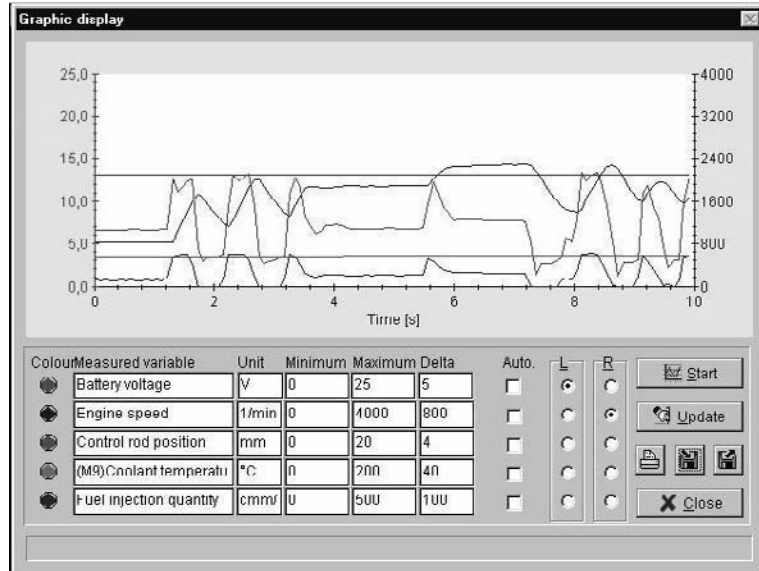 Graphic display
25,0
20,0
15,0
10,0
5,0
0,0
4000
3200
2400
1600
800
0
0 2 4 6 8 10
Time [s]
Colour Measured variable Unit Minimum Maximum Delta Auto. L R
Battery voltage V 0 25 5
Engine speed 1/min 0 4000 800
Control rod position mm 0 20 4
(M9)Coolant temperatu °C 0 200 40
Fuel injection quantity cmm/ 0 500 100
Start
Update
Close